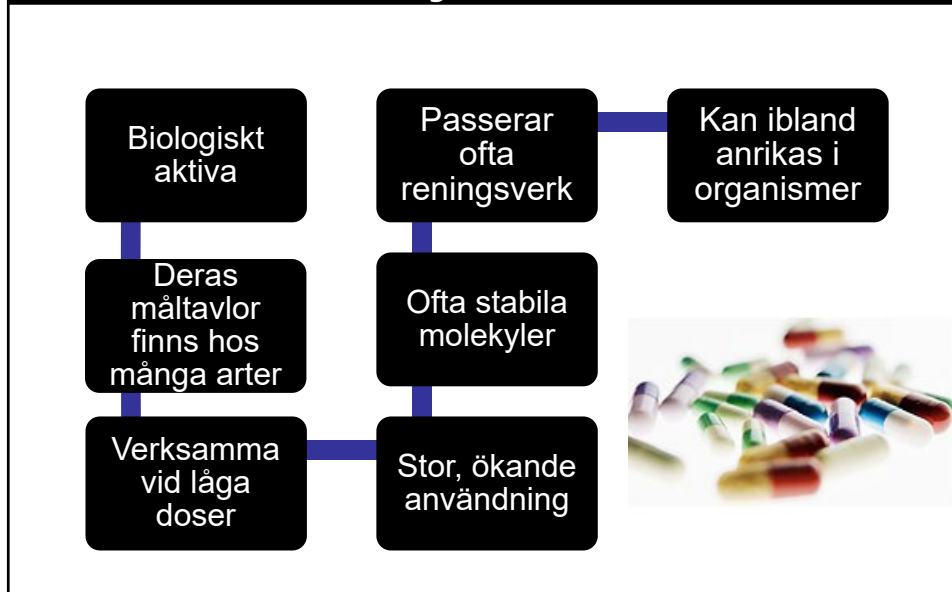 Biologiskt
aktiva
Deras
måltavlor
finns hos
många arter
Verksamma
vid låga
doser
Stor, ökande
användning
Ofta stabila
molekyler
Passerar
ofta
reningsverk
Kan ibland
anrikas i
organismer